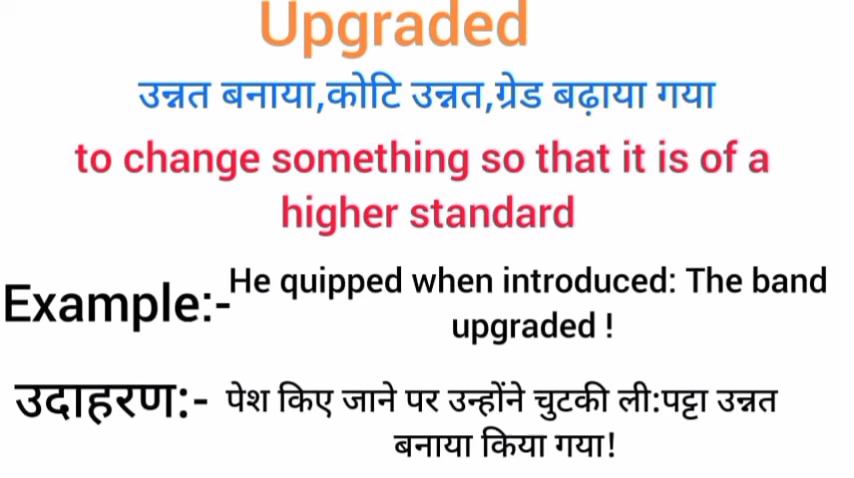 Upgraded
उन्नत बनाया,कोटि उन्नत,ग्रेड बढ़ाया गया
to change something so that it is of a
higher standard
Example:- He quipped when introduced: The band
upgraded !
उदाहरण:- पेश किए जाने पर उन्होंने चुटकी ली:पट्टा उन्नत
बनाया किया गया!